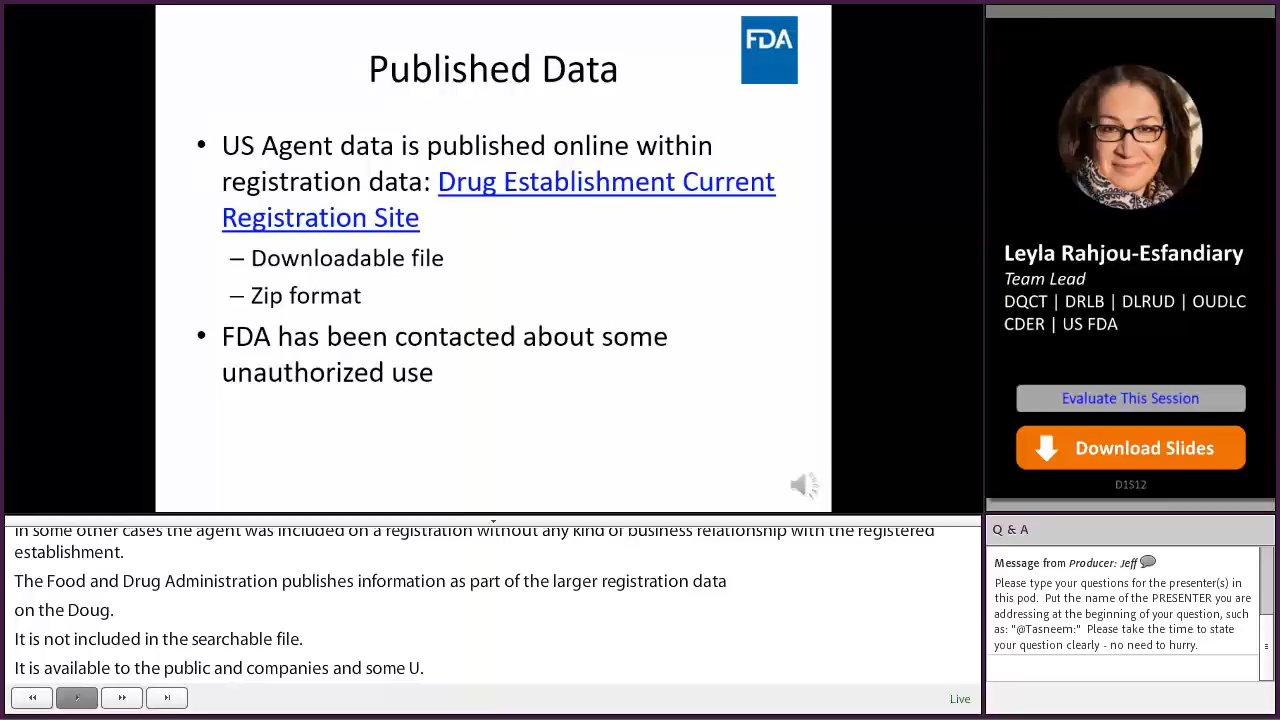 FDA
Published Data
• US Agent data is published online within
registration data: Drug Establishment Current
Registration Site
– Downloadable file
– Zip format
• FDA has been contacted about some
unauthorized use
Leyla Rahjou-Esfandiary
Team Lead
DQCT | DRLB | DLRUD | OUDLC
CDER | US FDA
Evaluate This Session
Download Slides
D1S12
In some other cases the agent was included on a registration without any kind of business relationship with the registered
establishment.
The Food and Drug Administration publishes information as part of the larger registration data
on the Doug.
It is not included in the searchable file.
It is available to the public and companies and some U.
Live
Q & A
Message from Producer: Jeff
Please type your questions for the presenter(s) in
this pod. Put the name of the PRESENTER you are
addressing at the beginning of your question, such
as: "@Tasneem:" Please take the time to state
your question clearly - no need to hurry.